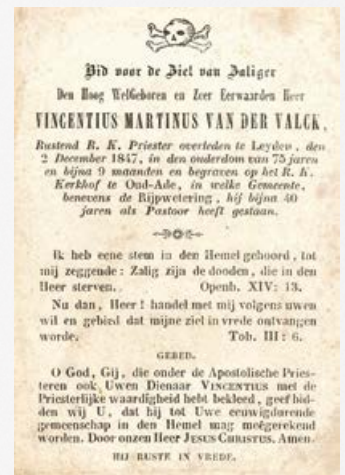 Bid voor de Ziel van Zaliger
Den Hoog WelGeboren en Zeer Eerwaarden Heer
VINCENTIUS MARTINUS VAN DER VALCK,
Rustend R. K. Priester overleden te Leyden, den
2 December 1847, in den ouderdom van 75 jaren
en bijna 9 maanden en begraven op het R. K.
Kerkhof te Oud-Ade, in welke Gemeente,
benevens de Rijpwetering, hij bijna 40
jaren als Pastoor heeft gestaan.
Ik heb eene stem in den Hemel gehoord, tot
mij zeggende: Zalig zijn de dooden, die in den
Heer sterven. Openb. XIV: 13.
Nu dan, Heer! handel met mij volgens uwen
wil en gebied dat mijne ziel in vrede ontvangen
worde. Tob. III: 6.
GEBED.
O God, Gij, die onder de Apostolische Pries-
teren ook Uwen Dienaar VINCENTIUS met de
Priesterlijke waardigheid hebt bekleed, geef bid-
den wij U, dat hij tot Uwe eeuwigdurende
gemeenschap in den Hemel mag moĝerekend
worden. Door onzen Heer JESUS CHRISTUS. Amen.
HIJ RUSTE IN VREDE.